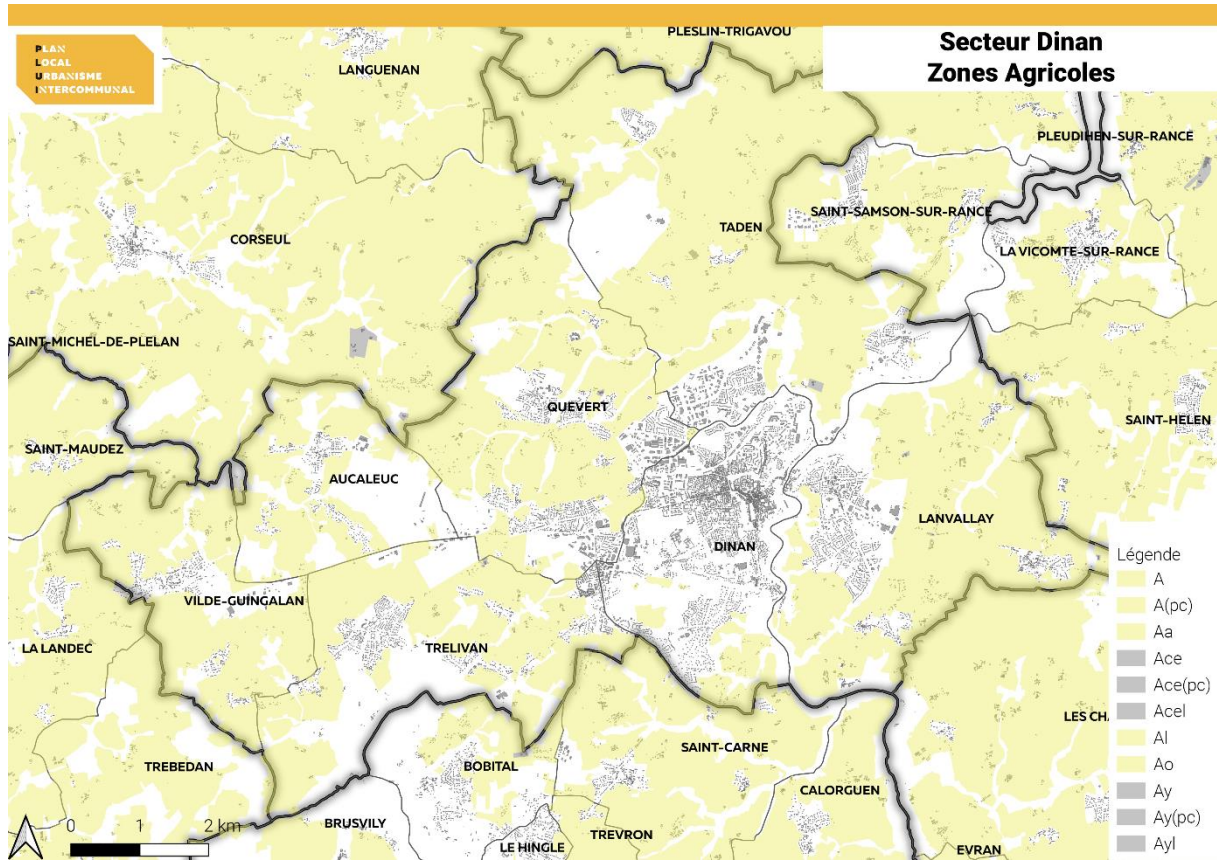 PLAN
LOCAL
URBANISME
INTERCOMMUNAL
Secteur Dinan
Zones Agricoles
PLESLIN-TRIGAVOU
LANGUENAN
PLEUDIHEN-SUR-RANCE
SAINT-SAMSON-SUR-RANCE
TADEN
CORSEUL
LA VICOMTE-SUR-RANCE
SAINT-MICHEL-DE-PLELAN
QUEVERT
SAINT-HELEN
SAINT-MAUDEZ
AUCALEUC
LANVALLAY
DINAN
VILDE-GUINGALAN
LA LANDEC
TRELIVAN
LES CHA
SAINT-CARNE
TREBEDAN
BOBITAL
CALORGUEN
BRUSVILY
TREVRON
LE HINGLE
EVRAN
Légende
A
A(pc)
Aa
Ace
Ace(pc)
Acel
Al
Ao
Ay
Ay(pc)
Ayl
0 1 2 km